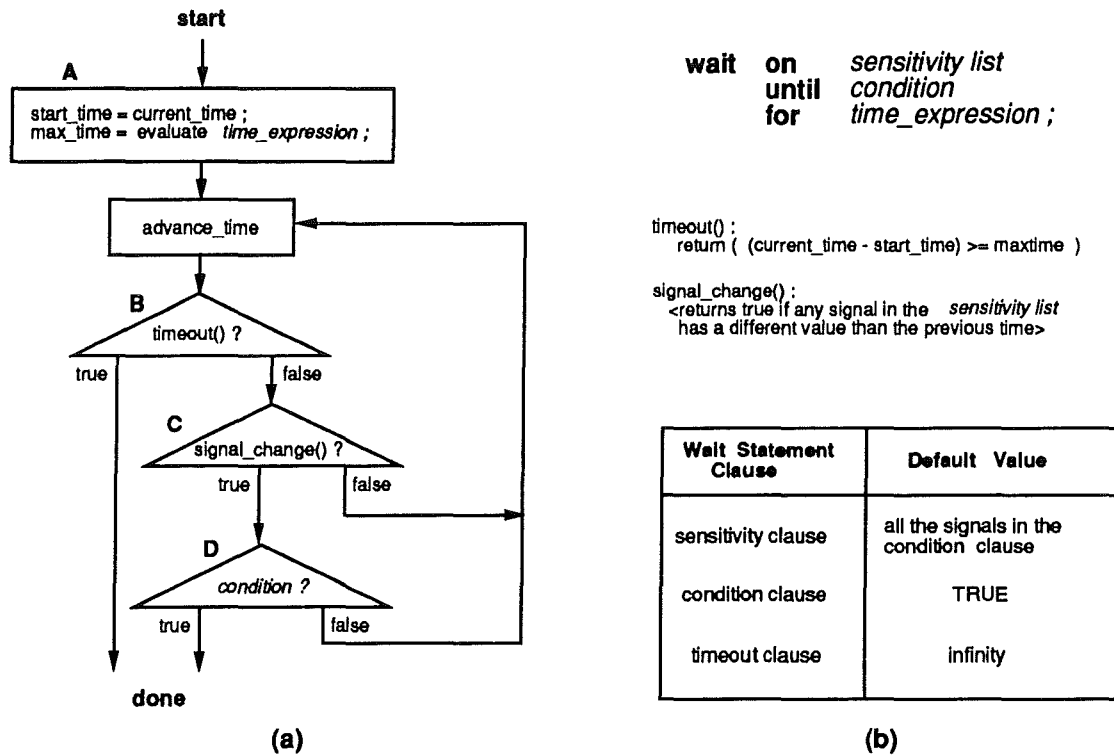 start
A
start_time = current_time ;
max_time = evaluate time_expression ;
advance_time
B
timeout() ?
true
false
C
signal_change() ?
true
false
D
condition ?
true
false
done
(a)
wait on sensitivity list
until condition
for time_expression ;
timeout() :
return ( (current_time - start_time) >= maxtime )
signal_change() :
<returns true if any signal in the sensitivity list
has a different value than the previous time>
Wait Statement
Clause
Default Value
sensitivity clause
all the signals in the
condition clause
condition clause
TRUE
timeout clause
infinity
(b)